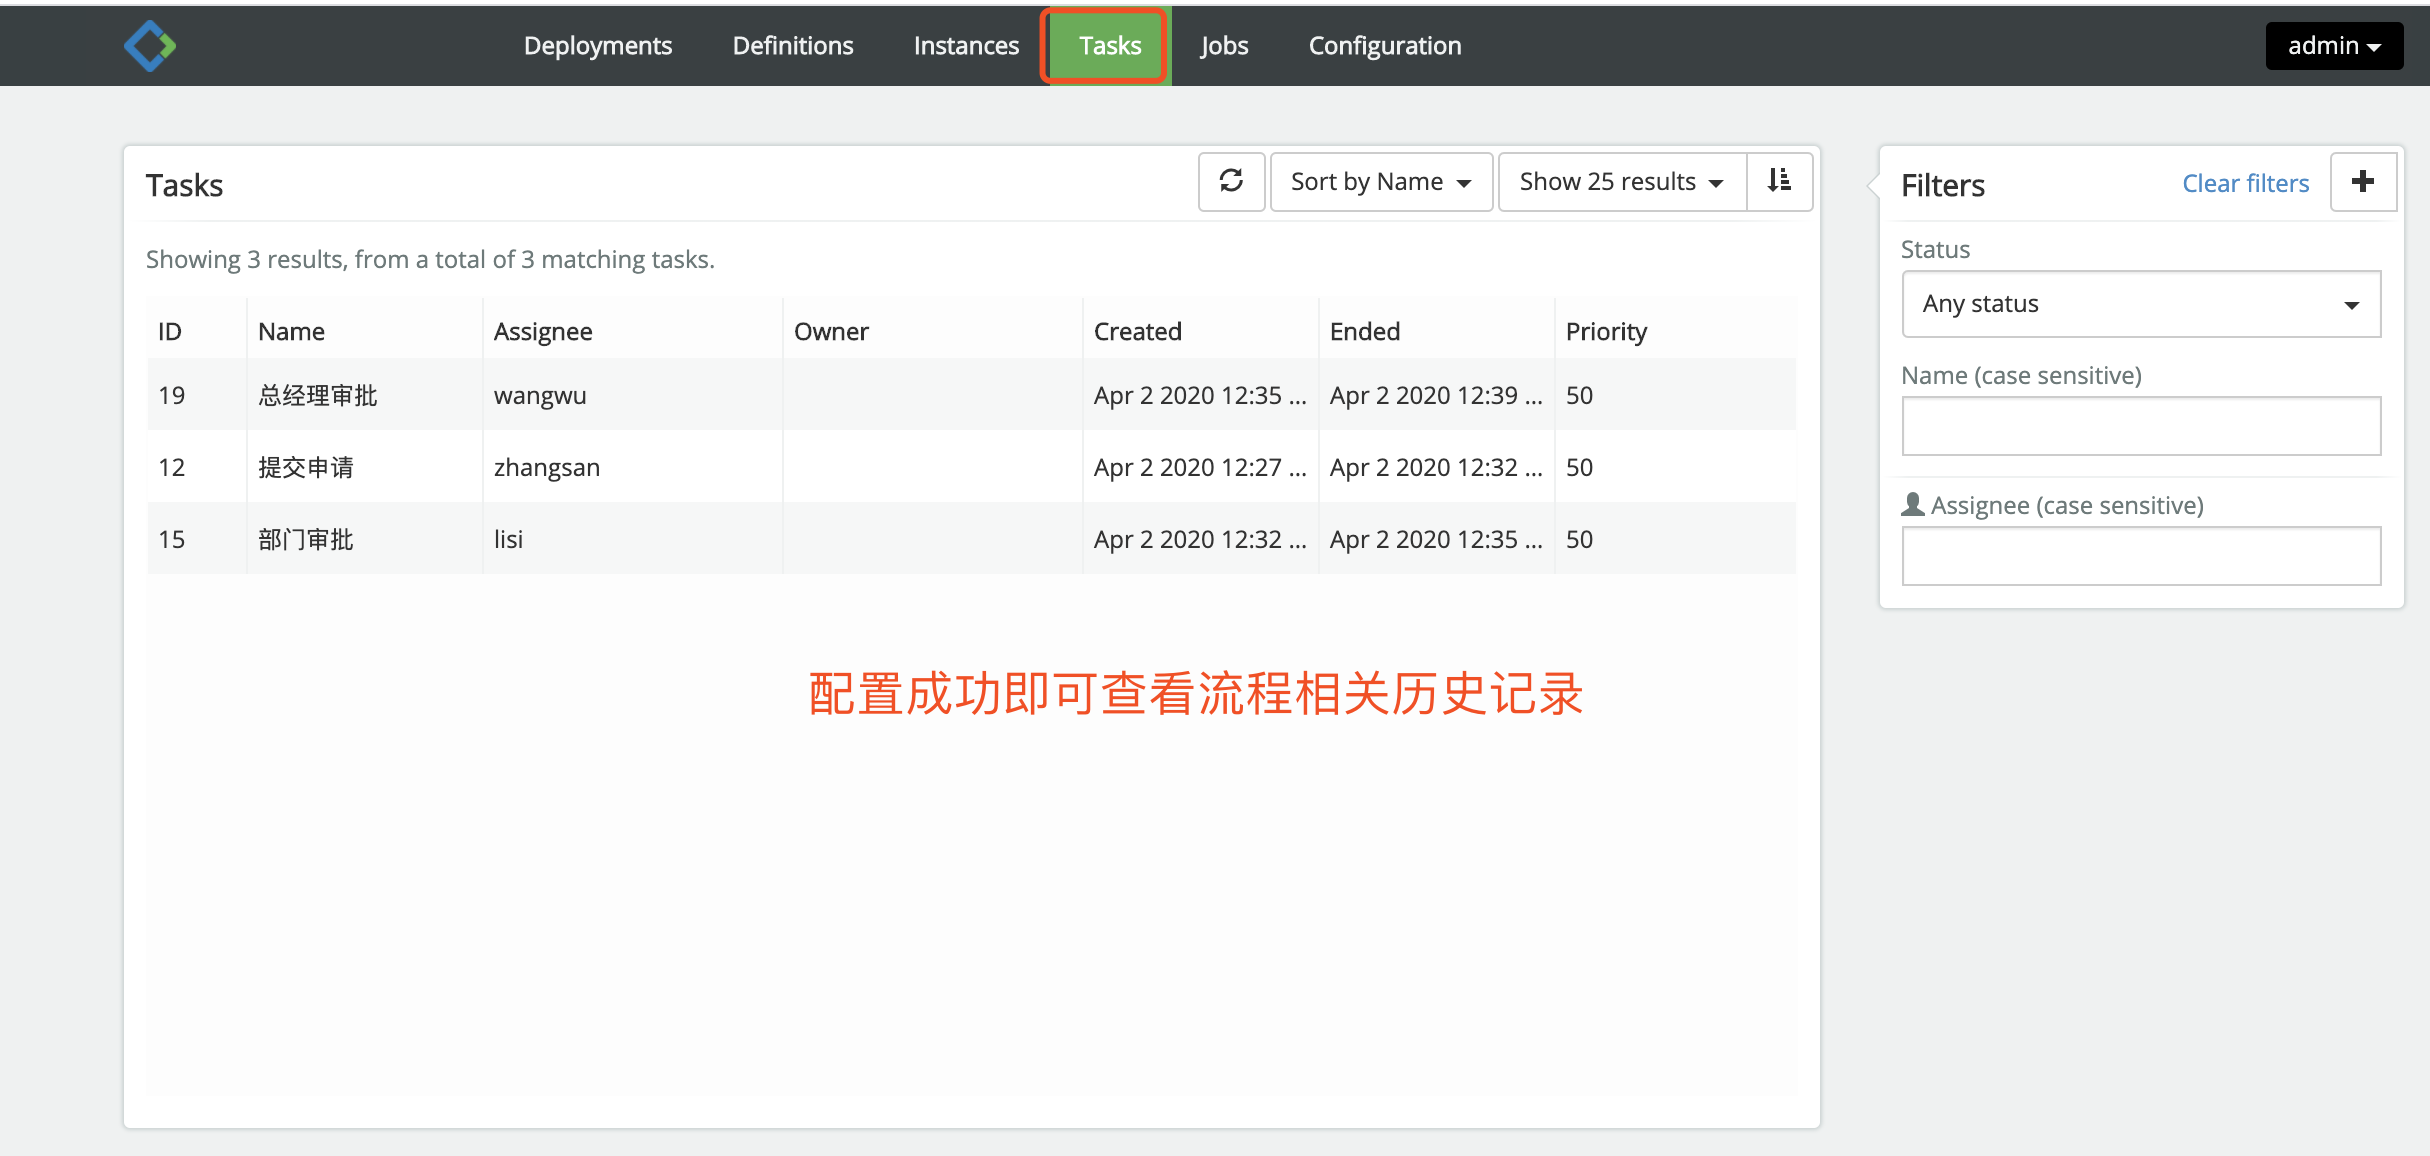 Deployments Definitions Instances Tasks Jobs Configuration admin
Tasks Sort by Name Show 25 results
Showing 3 results, from a total of 3 matching tasks.
ID Name Assignee Owner Created Ended Priority
19 总经理审批 wangwu Apr 2 2020 12:35 ... Apr 2 2020 12:39 ... 50
12 提交申请 zhangsan Apr 2 2020 12:27 ... Apr 2 2020 12:32 ... 50
15 部门审批 lisi Apr 2 2020 12:32 ... Apr 2 2020 12:35 ... 50
配置成功即可查看流程相关历史记录
Filters Clear filters
Status
Any status
Name (case sensitive)
Assignee (case sensitive)